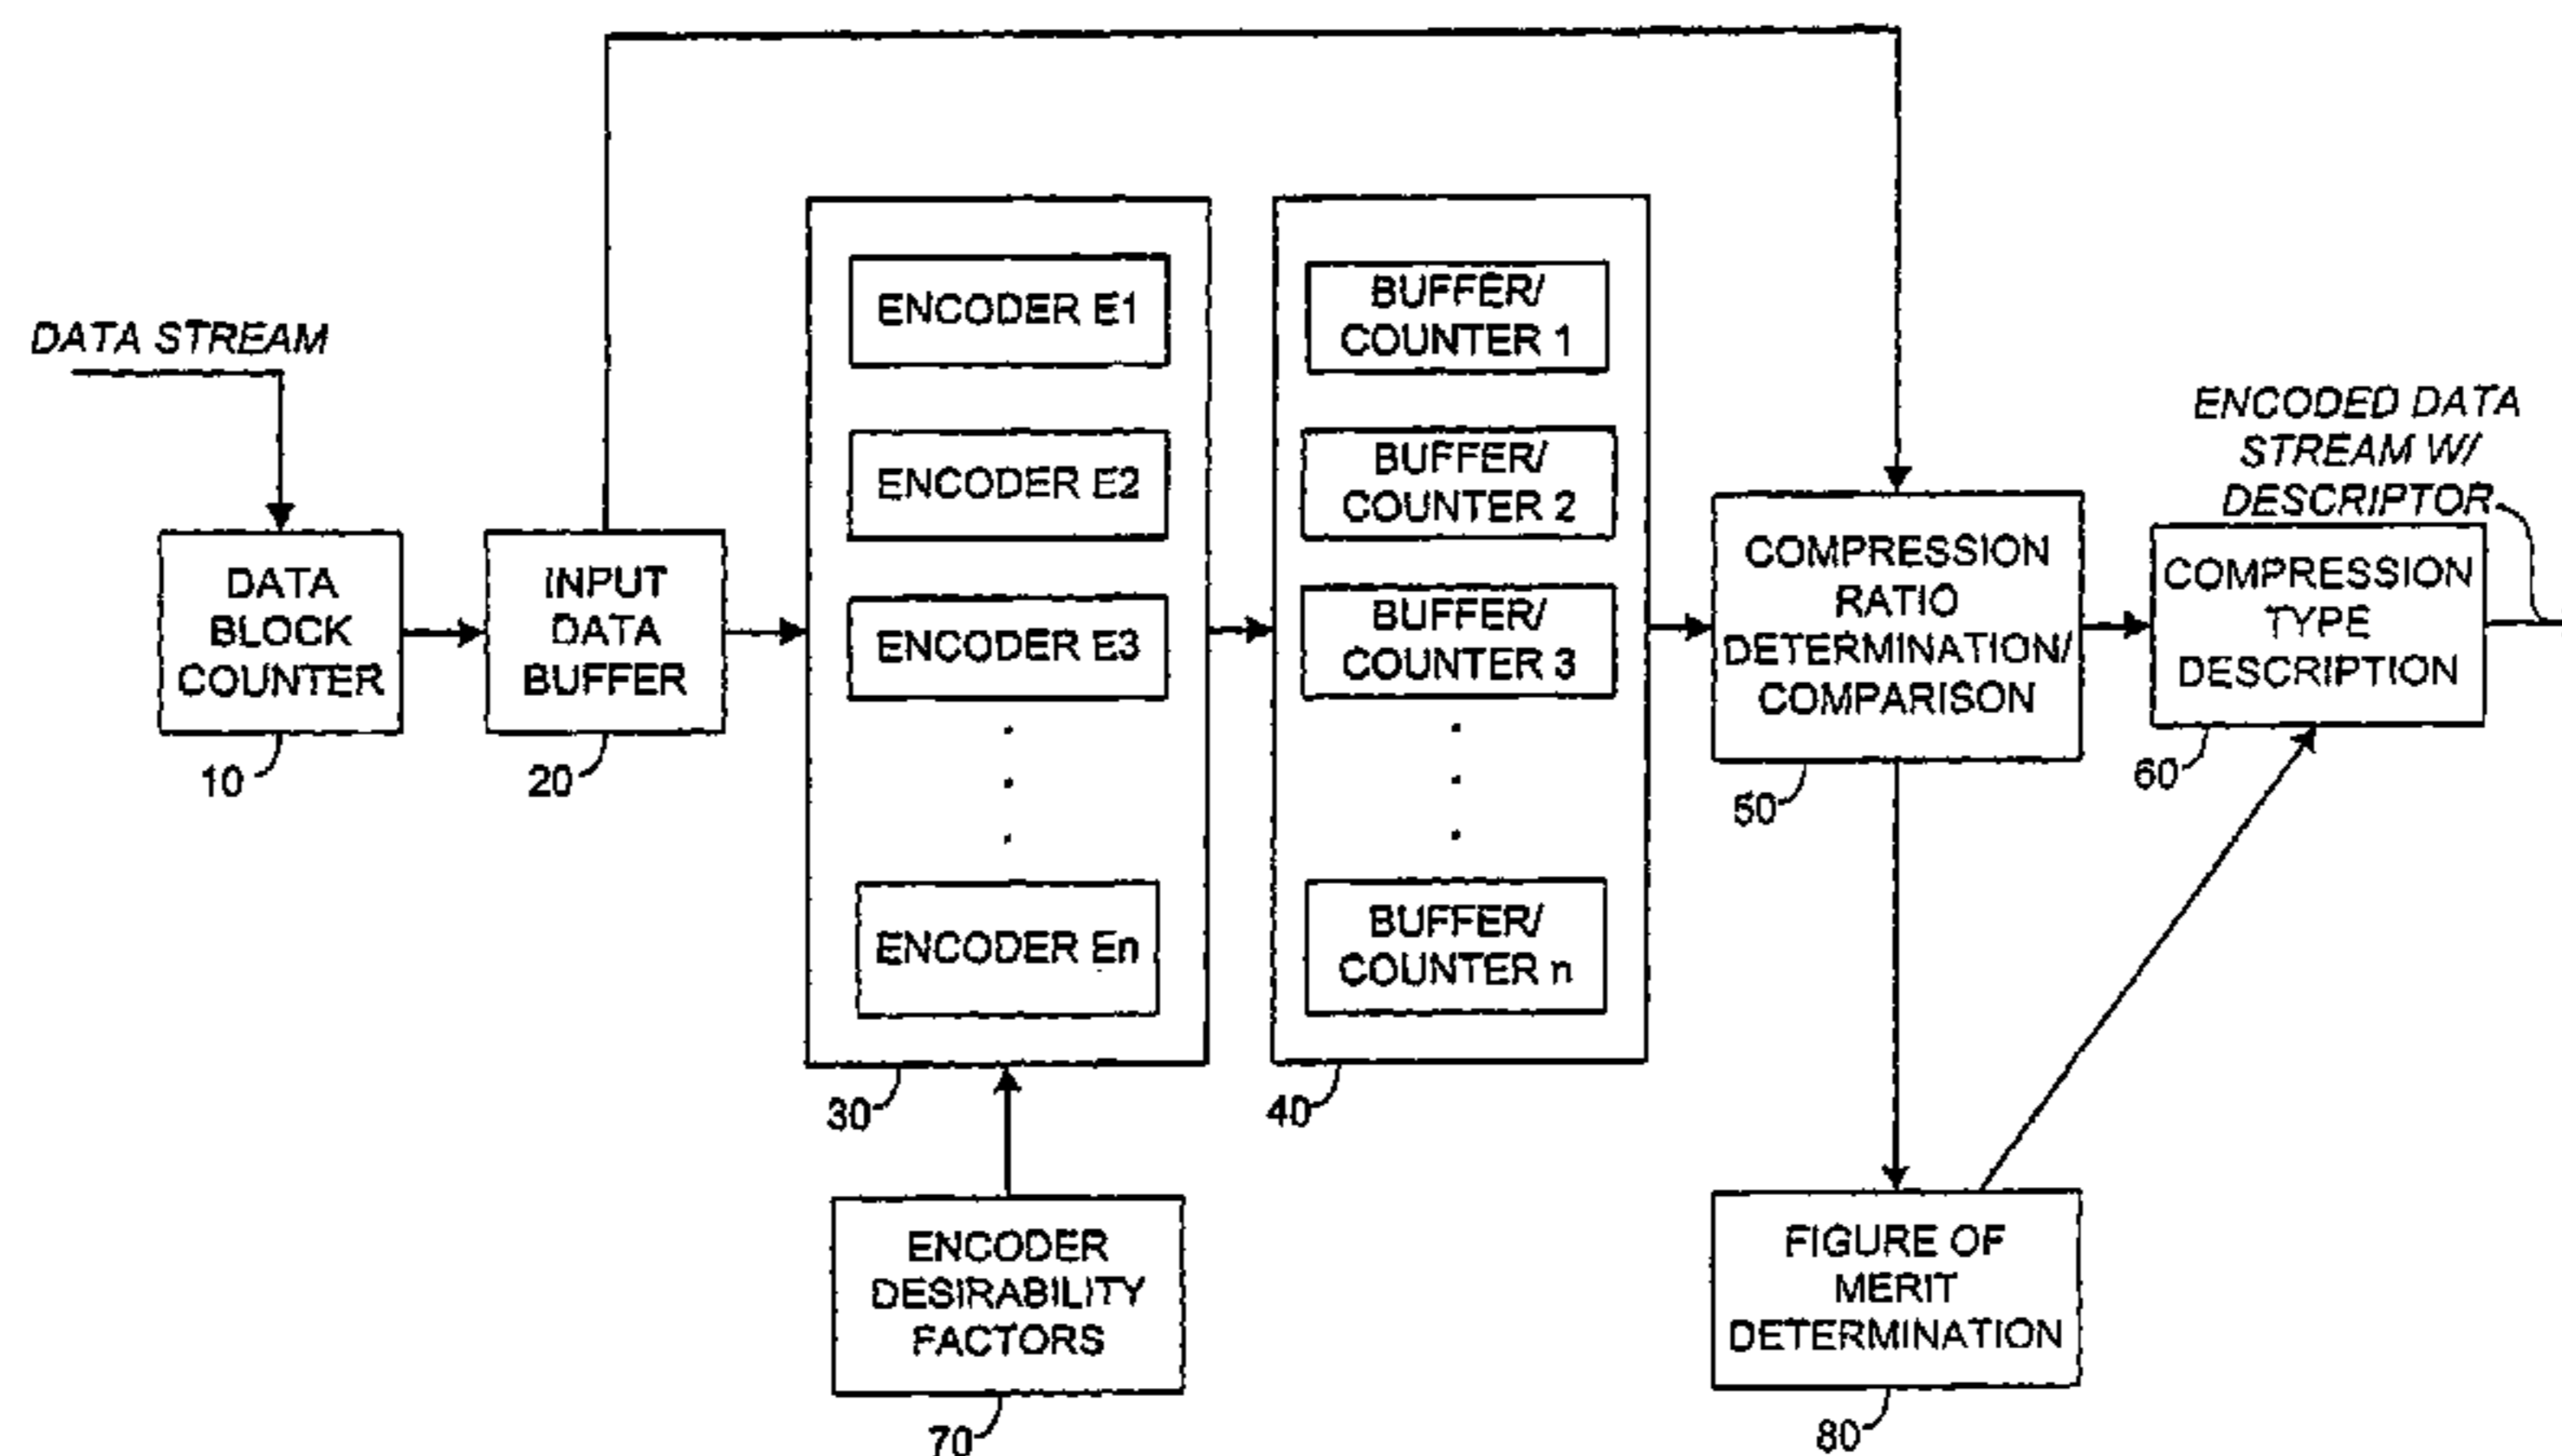 DATA STREAM
DATA
BLOCK
COUNTER
10
INPUT
DATA
BUFFER
20
ENCODER E1
ENCODER E2
ENCODER E3
.
.
.
ENCODER En
30
BUFFER/
COUNTER 1
BUFFER/
COUNTER 2
BUFFER/
COUNTER 3
.
.
.
BUFFER/
COUNTER n
40
COMPRESSION
RATIO
DETERMINATION/
COMPARISON
50
ENCODED DATA
STREAM W/
DESCRIPTOR
COMPRESSION
TYPE
DESCRIPTION
60
ENCODER
DESIRABILITY
FACTORS
70
FIGURE OF
MERIT
DETERMINATION
80